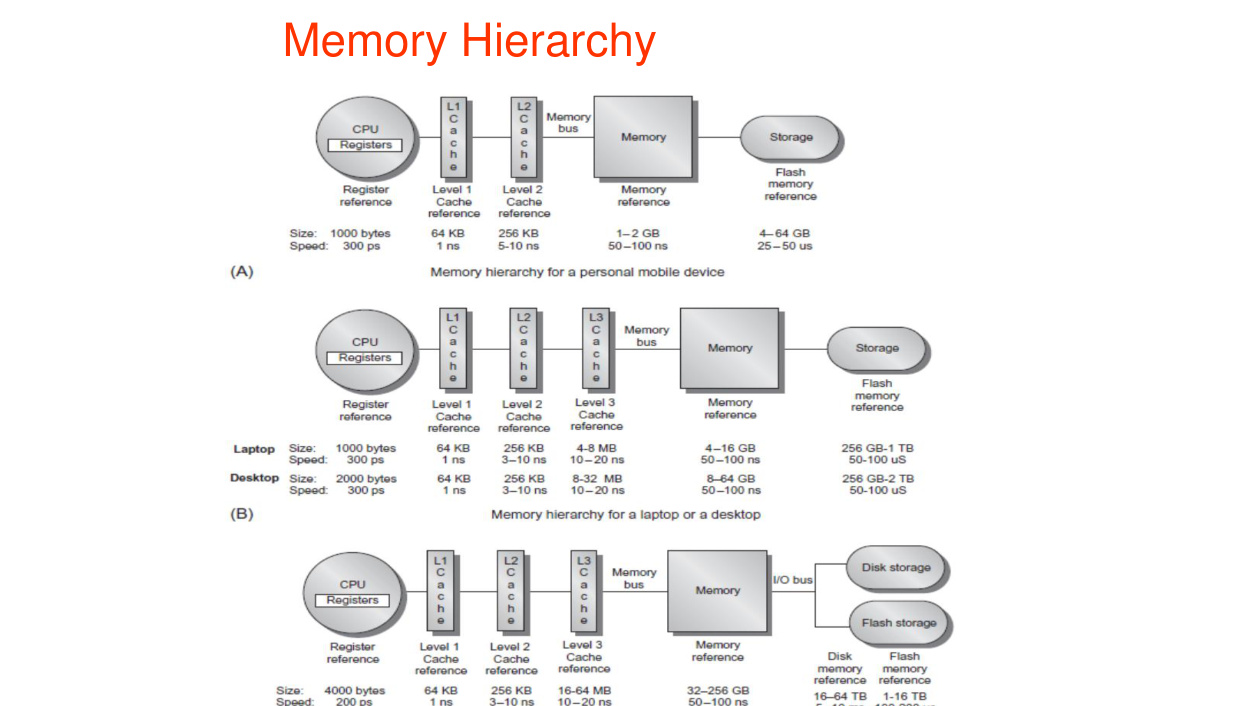 Memory Hierarchy
CPU
Registers
L1 Cache
L2 Cache
Memory bus
Memory
Storage
Register reference
Level 1 Cache reference
Level 2 Cache reference
Memory reference
Flash memory reference
Size: 1000 bytes 64 KB 256 KB 1–2 GB 4–64 GB
Speed: 300 ps 1 ns 5-10 ns 50–100 ns 25–50 us
(A) Memory hierarchy for a personal mobile device
CPU
Registers
L1 Cache
L2 Cache
L3 Cache
Memory bus
Memory
Storage
Register reference
Level 1 Cache reference
Level 2 Cache reference
Level 3 Cache reference
Memory reference
Flash memory reference
Laptop Size: 1000 bytes 64 KB 256 KB 4-8 MB 4–16 GB 256 GB-1 TB
Speed: 300 ps 1 ns 3–10 ns 10–20 ns 50–100 ns 50-100 uS
Desktop Size: 2000 bytes 64 KB 256 KB 8-32 MB 8–64 GB 256 GB-2 TB
Speed: 300 ps 1 ns 3–10 ns 10–20 ns 50–100 ns 50-100 uS
(B) Memory hierarchy for a laptop or a desktop
CPU
Registers
L1 Cache
L2 Cache
L3 Cache
Memory bus
Memory
I/O bus
Disk storage
Flash storage
Register reference
Level 1 Cache reference
Level 2 Cache reference
Level 3 Cache reference
Memory reference
Disk memory reference
Flash memory reference
Size: 4000 bytes 64 KB 256 KB 16-64 MB 32–256 GB 16–64 TB 1-16 TB
Speed: 200 ps 1 ns 3–10 ns 10–20 ns 50–100 ns